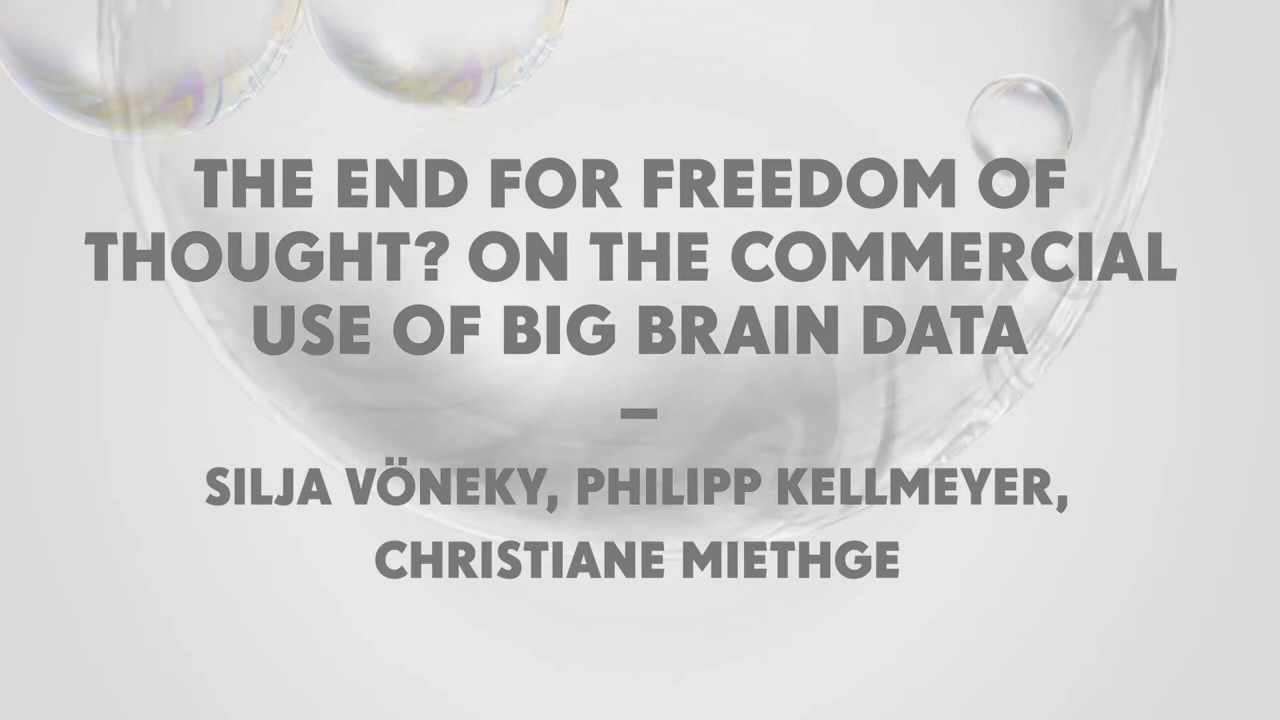 THE END FOR FREEDOM OF
THOUGHT? ON THE COMMERCIAL
USE OF BIG BRAIN DATA
–
SILJA VÖNEKY, PHILIPP KELLMEYER,
CHRISTIANE MIETHGE